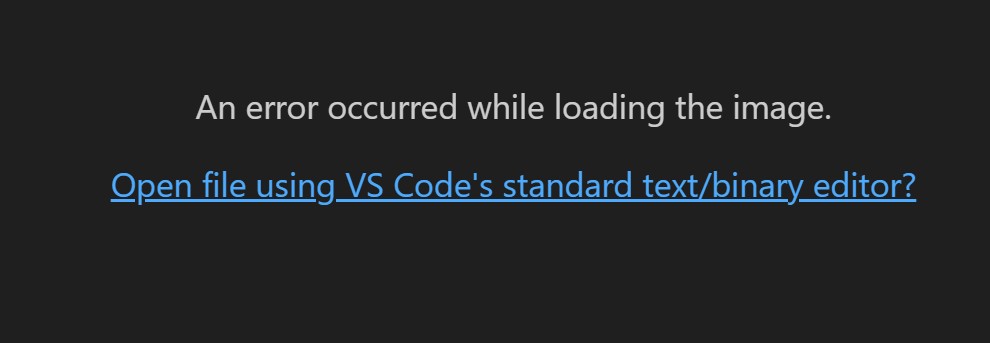 An error occurred while loading the image.
Open file using VS Code's standard text/binary editor?